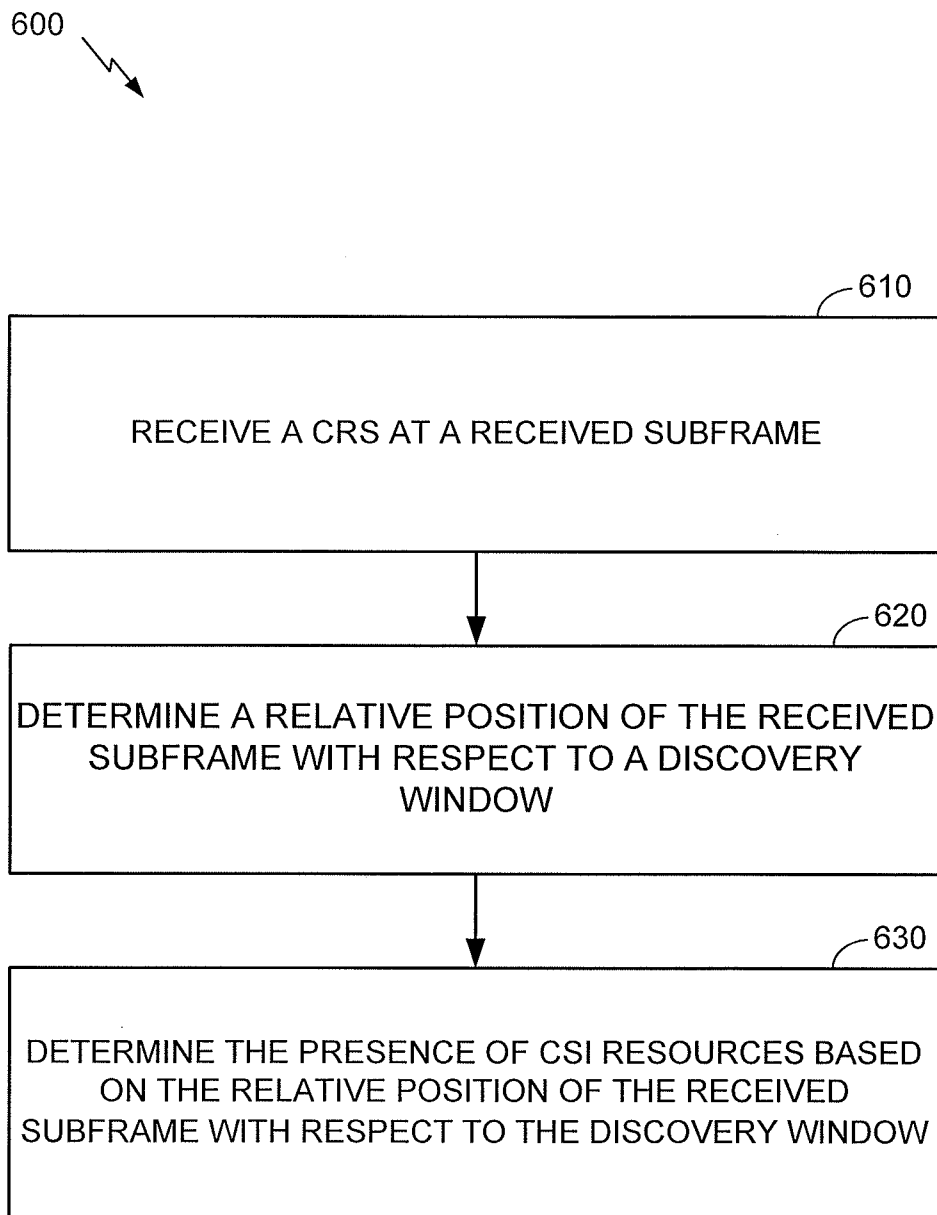 600
610
RECEIVE A CRS AT A RECEIVED SUBFRAME
620
DETERMINE A RELATIVE POSITION OF THE RECEIVED
SUBFRAME WITH RESPECT TO A DISCOVERY
WINDOW
630
DETERMINE THE PRESENCE OF CSI RESOURCES BASED
ON THE RELATIVE POSITION OF THE RECEIVED
SUBFRAME WITH RESPECT TO THE DISCOVERY WINDOW